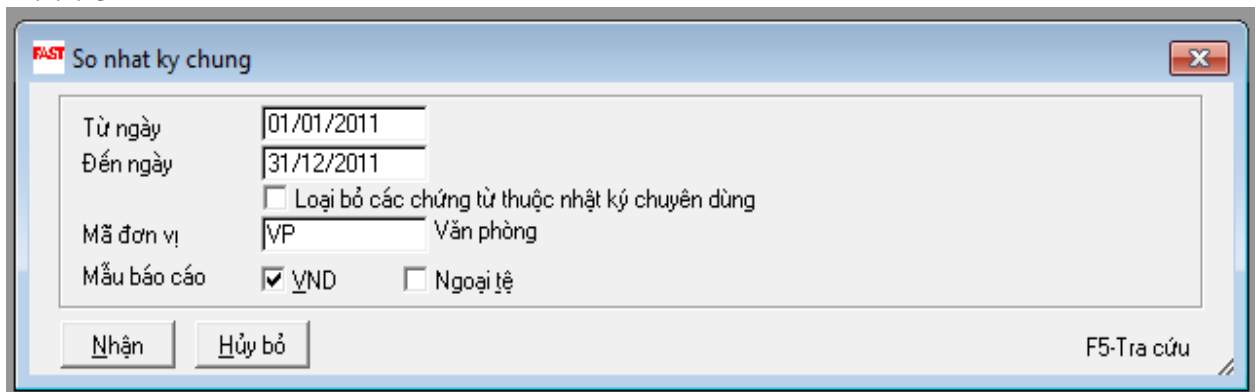 FAST So nhat ky chung
Từ ngày 01/01/2011
Đến ngày 31/12/2011
Loại bỏ các chứng từ thuộc nhật ký chuyên dùng
Mã đơn vị VP Văn phòng
Mẫu báo cáo VND Ngoại tệ
Nhận Hủy bỏ F5-Tra cứu